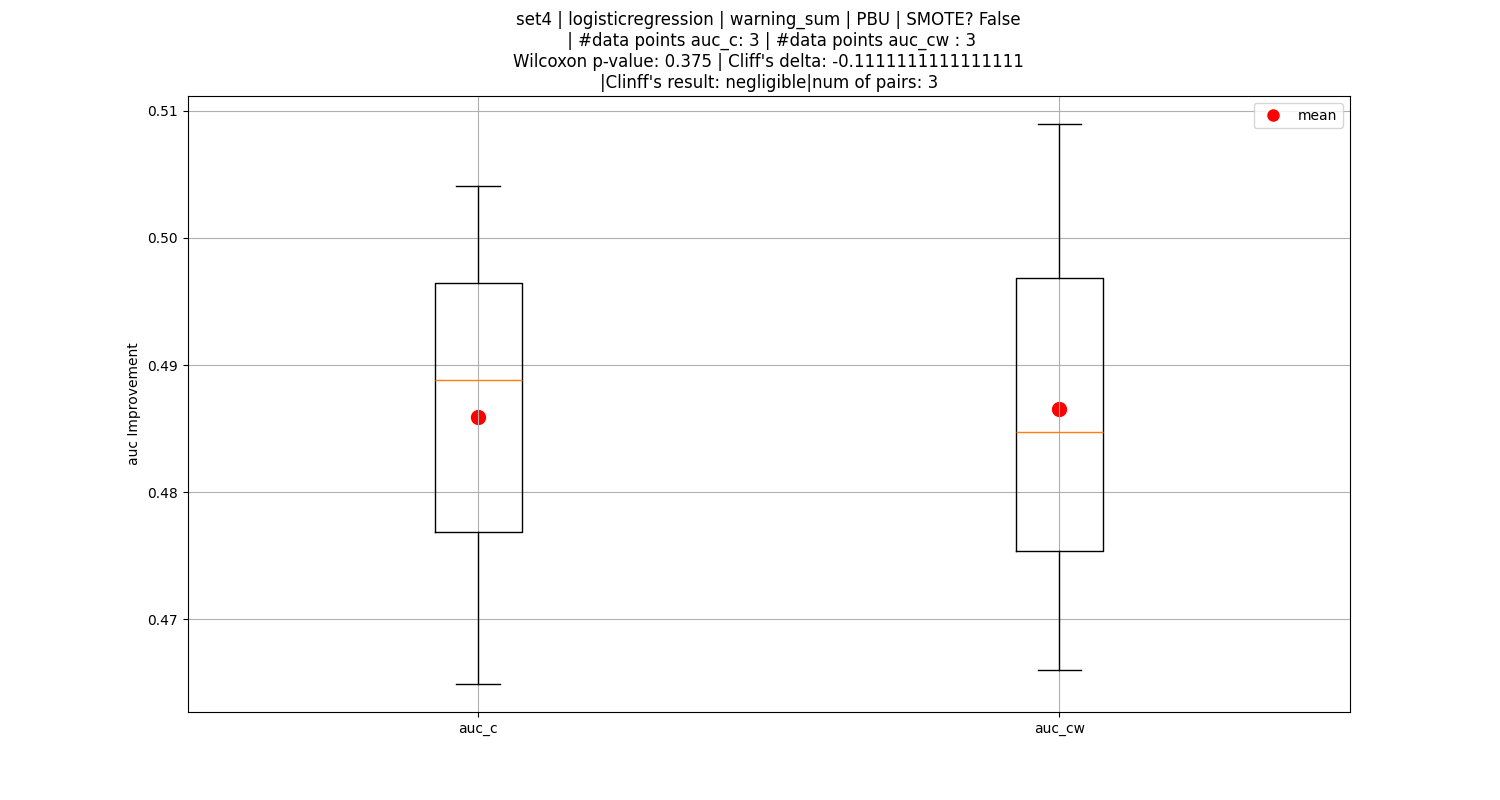 set4 | logisticregression | warning_sum | PBU | SMOTE? False
| #data points auc_c: 3 | #data points auc_cw : 3
Wilcoxon p-value: 0.375 | Cliff's delta: -0.1111111111111111
|Clinff's result: negligible|num of pairs: 3
mean
0.51
0.50
0.49
0.48
0.47
auc Improvement
auc_c
auc_cw